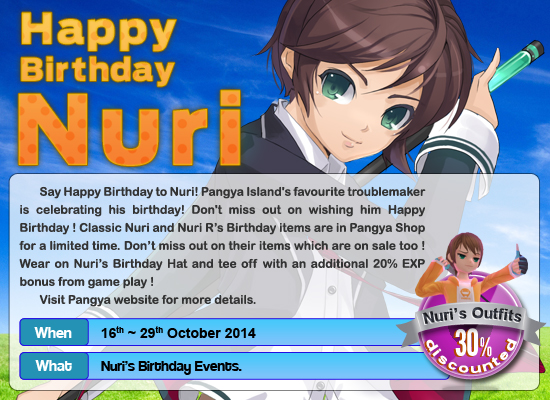 Happy
Birthday
Nuri
Say Happy Birthday to Nuri! Pangya Island's favourite troublemaker
is celebrating his birthday! Don't miss out on wishing him Happy
Birthday ! Classic Nuri and Nuri R's Birthday items are in Pangya Shop
for a limited time. Don't miss out on their items which are on sale too !
Wear on Nuri's Birthday Hat and tee off with an additional 20% EXP
bonus from game play !
Visit Pangya website for more details.
When 16th ~ 29th October 2014
What Nuri's Birthday Events.
Nuri's Outfits
30%
discounted